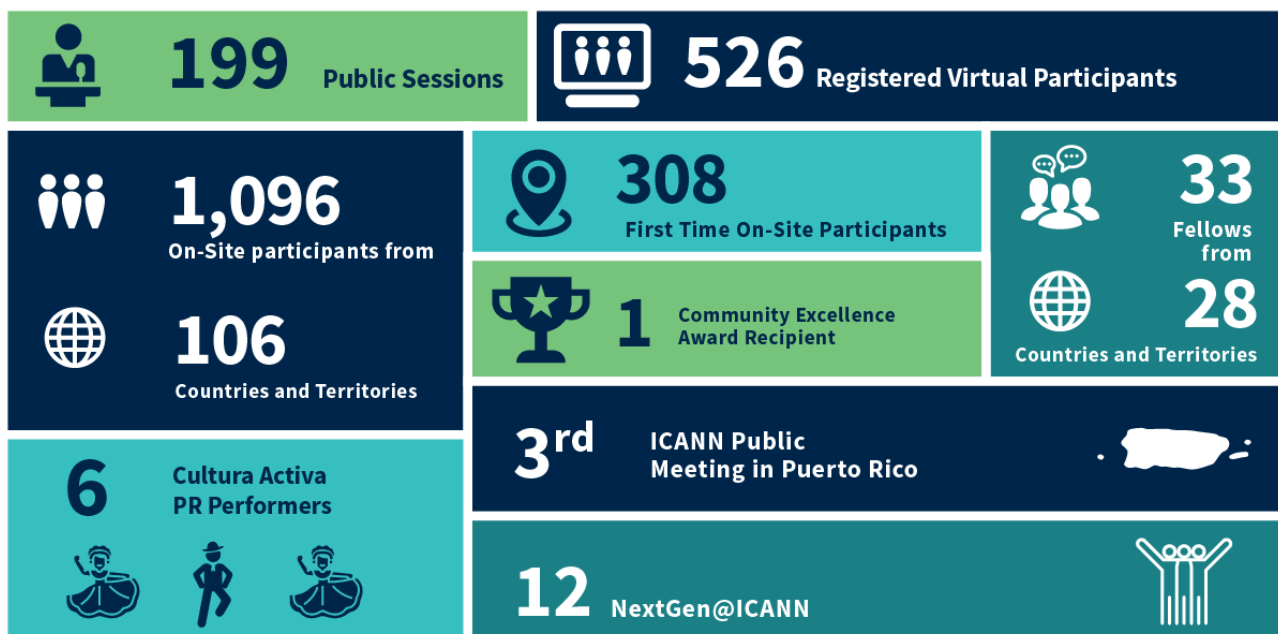 199 Public Sessions
526 Registered Virtual Participants
1,096
On-Site participants from
106
Countries and Territories
308
First Time On-Site Participants
33
Fellows
from
28
Countries and Territories
1 Community Excellence
Award Recipient
3rd ICANN Public
Meeting in Puerto Rico
6 Cultura Activa
PR Performers
12 NextGen@ICANN